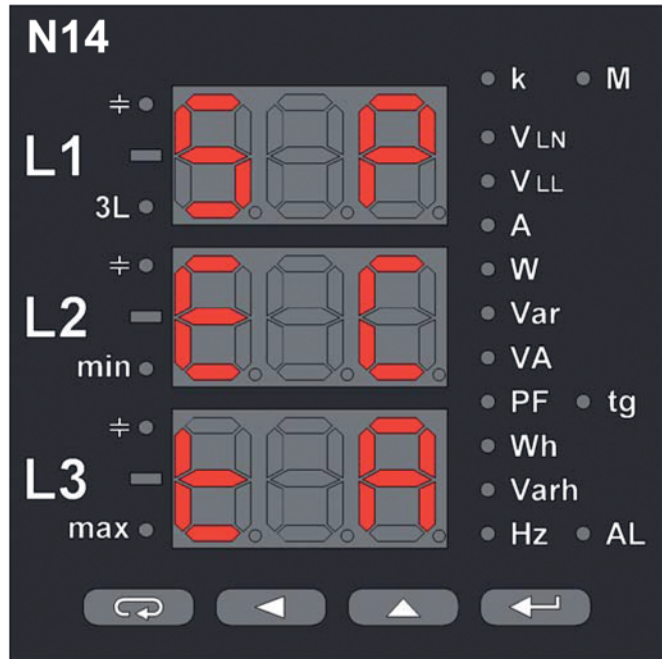 N14
k M
L1 3L S P
VLN
VLL
A
W
L2 min E C
Var
VA
PF tg
Wh
L3 max t A
Varh
Hz AL